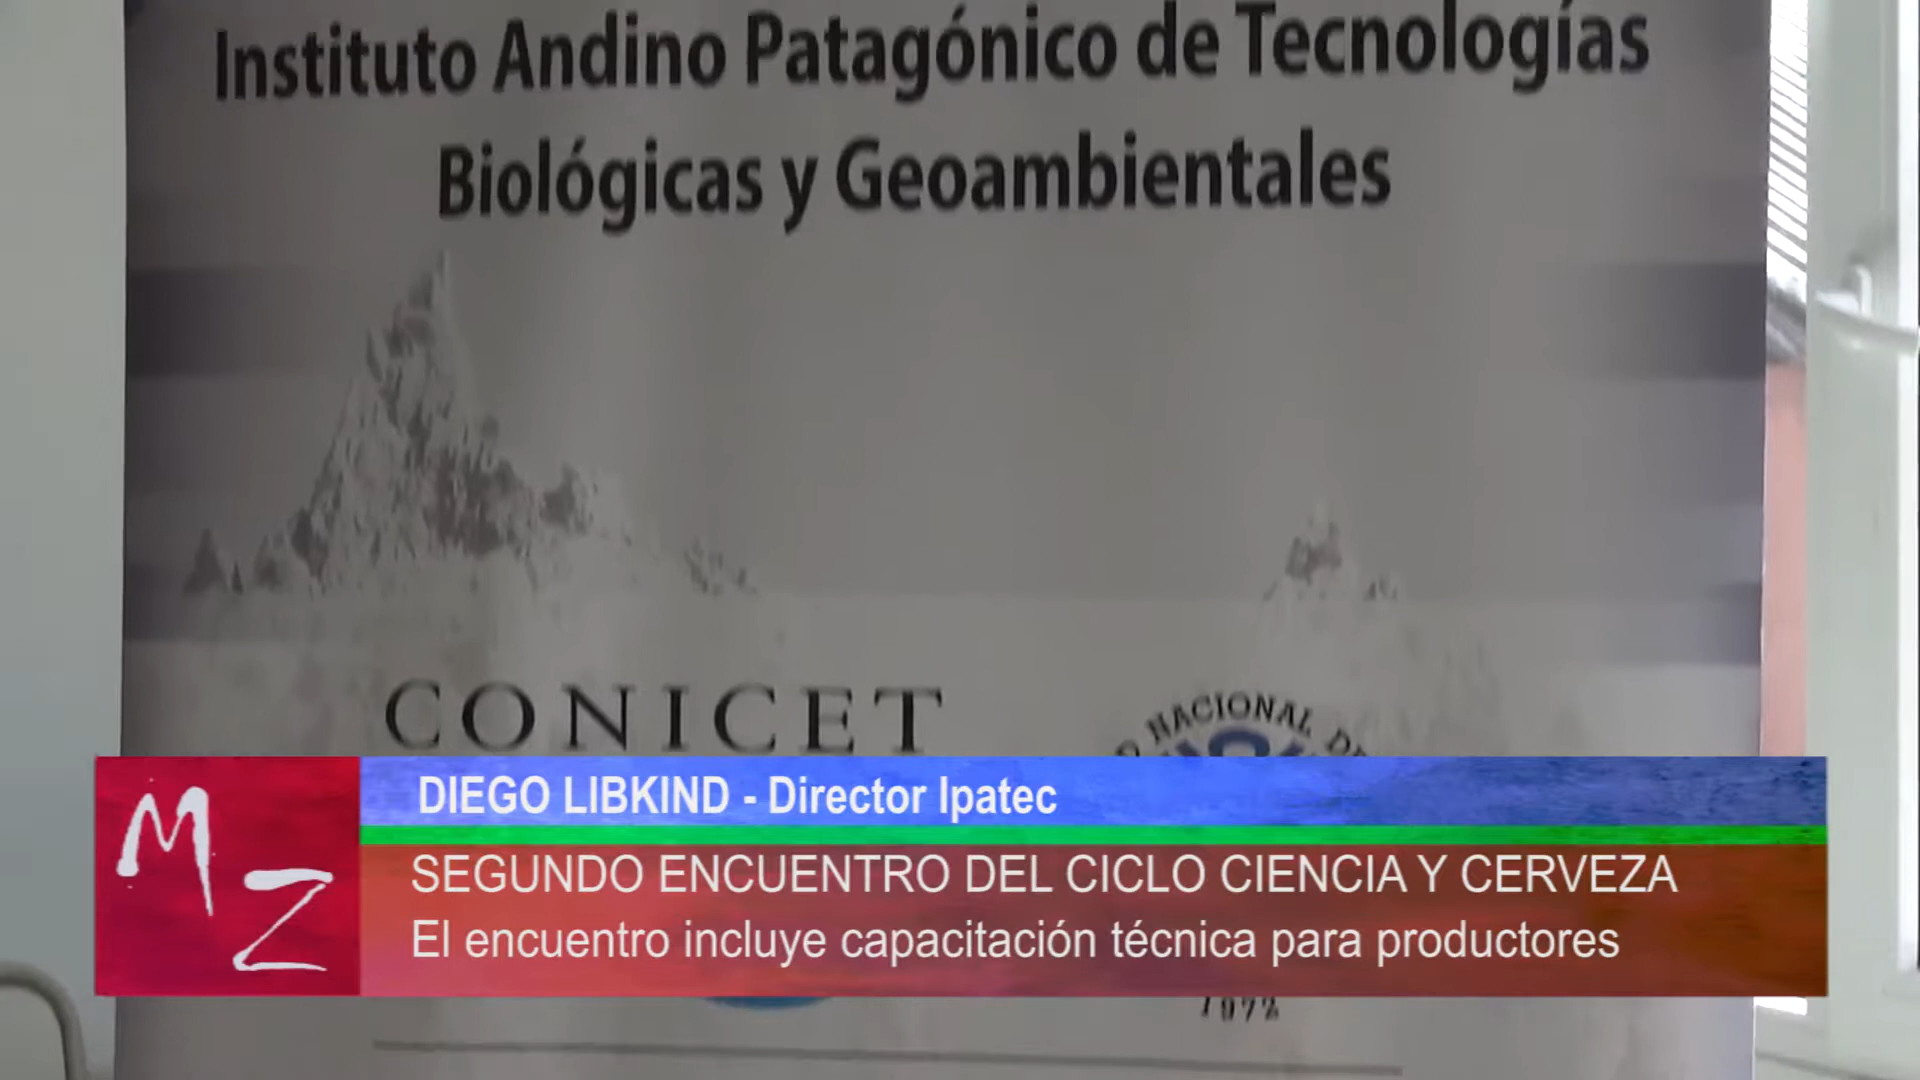 Instituto Andino Patagónico de Tecnologías
Biológicas y Geoambientales
CONICET
NACIONAL
MZ
DIEGO LIBKIND - Director Ipatec
SEGUNDO ENCUENTRO DEL CICLO CIENCIA Y CERVEZA
El encuentro incluye capacitación técnica para productores
1972